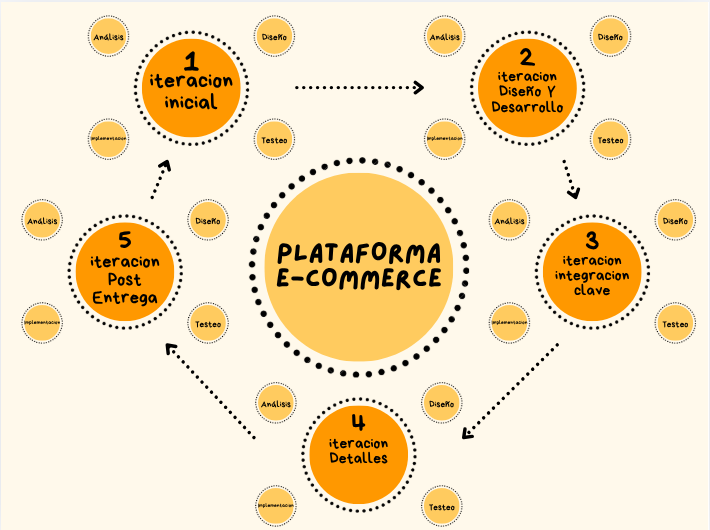 Análisis
Diseño
1
iteracion
inicial
Implementacion
Testeo
Análisis
Diseño
2
iteracion
Diseño Y
Desarrollo
Implementacion
Testeo
Análisis
Diseño
3
iteracion
integracion
clave
Implementacion
Testeo
Análisis
Diseño
4
iteracion
Detalles
Implementacion
Testeo
Análisis
Diseño
5
iteracion
Post
Entrega
Implementacion
Testeo
PLATAFORMA
E-COMMERCE